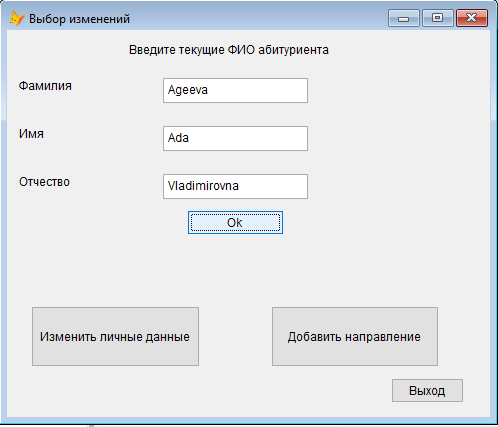 Выбор изменений
Введите текущие ФИО абитуриента
Фамилия Ageeva
Имя Ada
Отчество Vladimirovna
Ok
Изменить личные данные Добавить направление
Выход